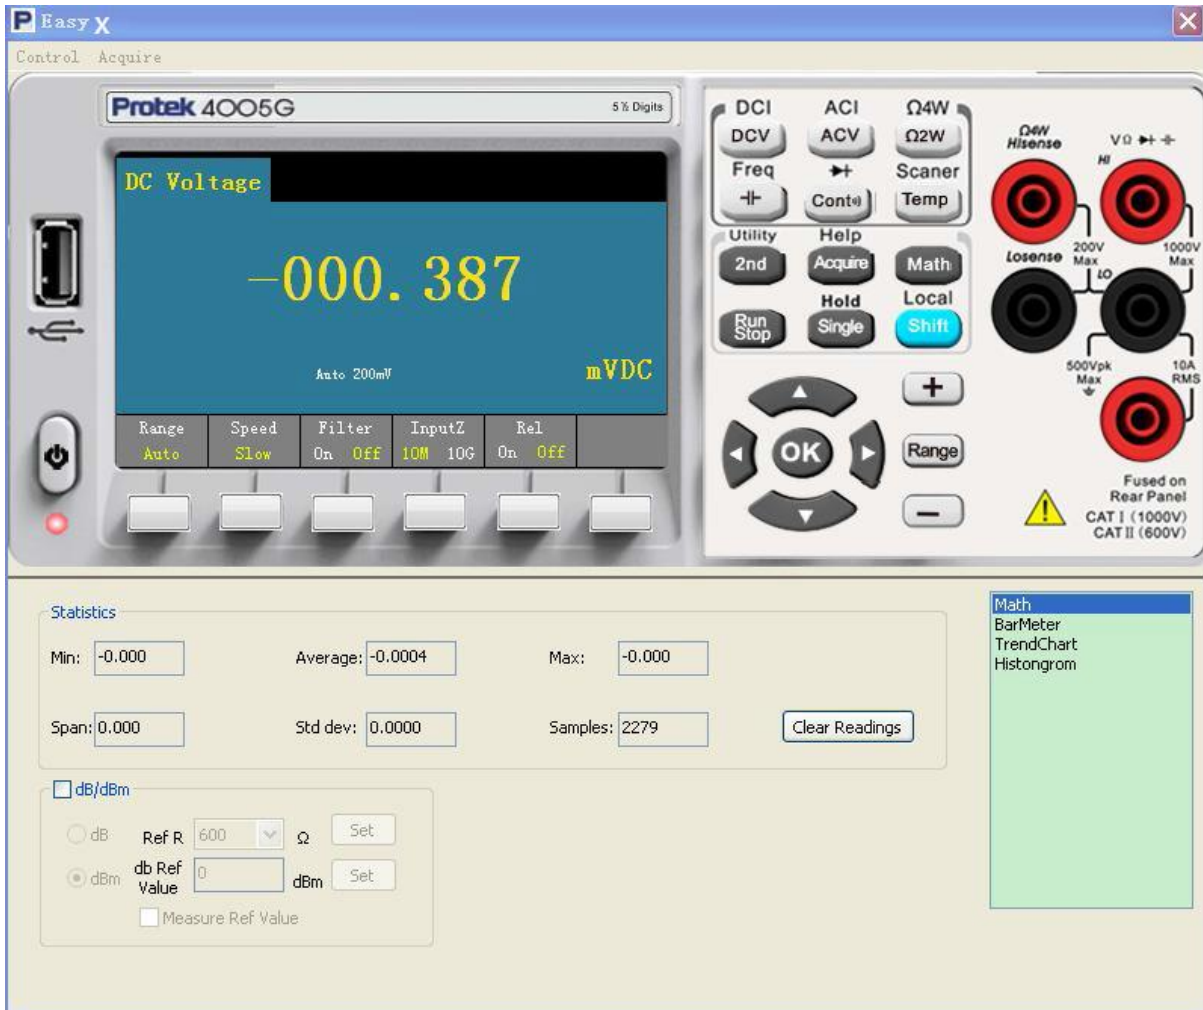 P Easy X
Control Acquire
Protek 4005G 5 ½ Digits
DC Voltage
-000.387
Auto 200mV
mVDC
Range Speed Filter InputZ Rel
Auto Slow On Off 10M 10G On Off
DCI ACI Ω4W
DCV ACV Ω2W
Freq Scaner
Cont Temp
Utility Help
2nd Acquire Math
Hold Local
Run Stop Single Shift
OK
+
Range
−
Ω4W Hisense
VΩ
HI
200V Max
1000V Max
Losense
LO
500Vpk Max
10A RMS
Fused on
Rear Panel
CAT I (1000V)
CAT II (600V)
Statistics
Min: -0.000 Average: -0.0004 Max: -0.000
Span: 0.000 Std dev: 0.0000 Samples: 2279 Clear Readings
dB/dBm
dB Ref R 600 Ω Set
dBm db Ref Value 0 dBm Set
Measure Ref Value
Math
BarMeter
TrendChart
Histongrom